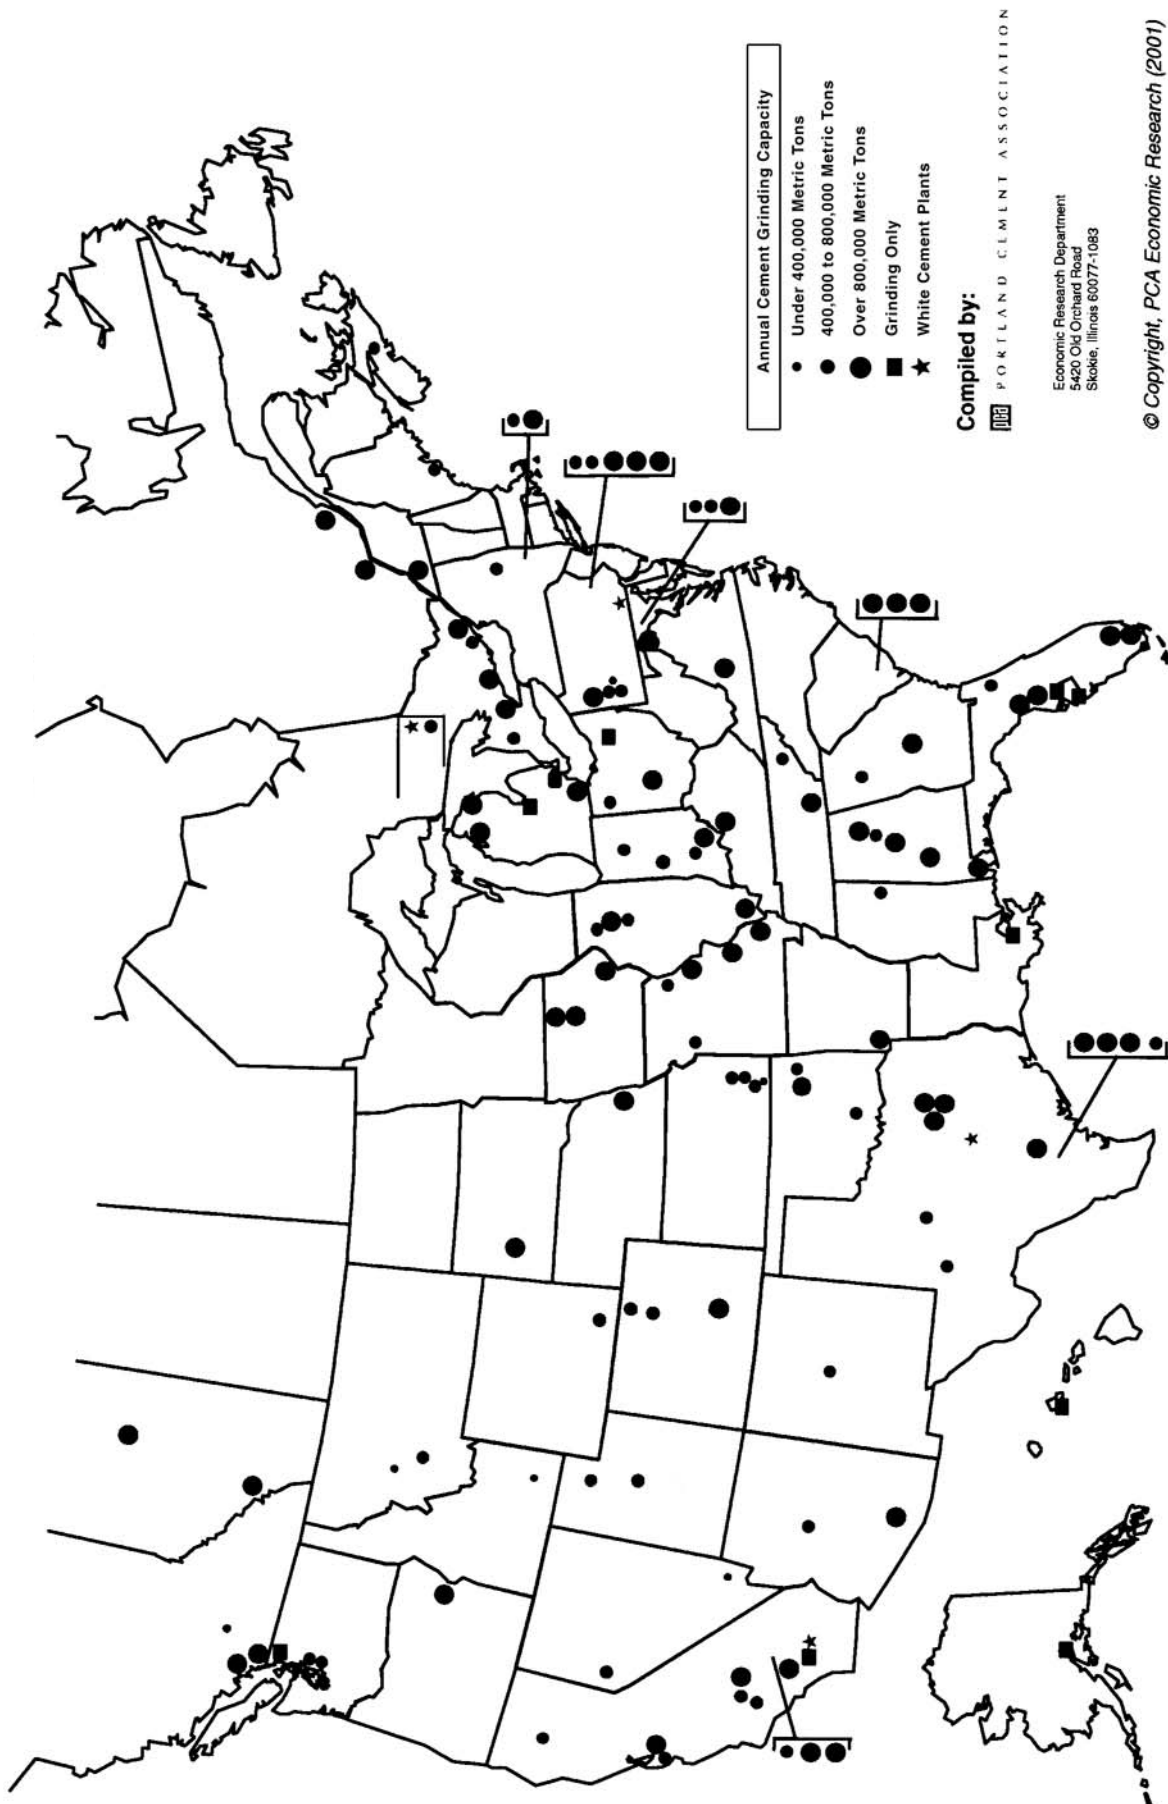 Annual Cement Grinding Capacity
Under 400,000 Metric Tons
400,000 to 800,000 Metric Tons
Over 800,000 Metric Tons
Grinding Only
White Cement Plants
Compiled by:
PORTLAND CEMENT ASSOCIATION
Economic Research Department
5420 Old Orchard Road
Skokie, Illinois 60077-1083
© Copyright, PCA Economic Research (2001)